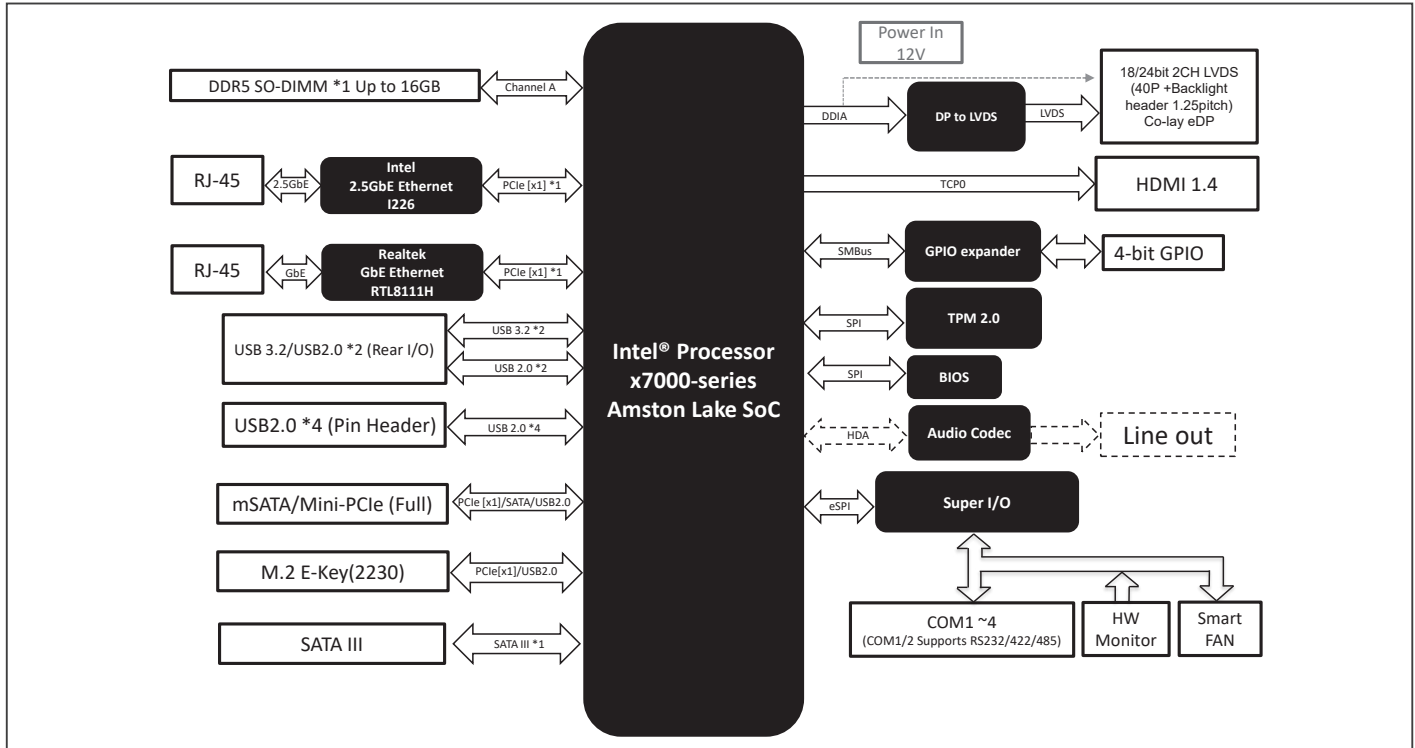 Power In
12V
DDR5 SO-DIMM *1 Up to 16GB
Channel A
DDIA
DP to LVDS
LVDS
18/24bit 2CH LVDS
(40P +Backlight
header 1.25pitch)
Co-lay eDP
RJ-45
2.5GbE
Intel
2.5GbE Ethernet
I226
PCIe [x1] *1
TCP0
HDMI 1.4
RJ-45
GbE
Realtek
GbE Ethernet
RTL8111H
PCIe [x1] *1
SMBus
GPIO expander
4-bit GPIO
USB 3.2/USB2.0 *2 (Rear I/O)
USB 3.2 *2
USB 2.0 *2
SPI
TPM 2.0
Intel® Processor
x7000-series
Amston Lake SoC
SPI
BIOS
USB2.0 *4 (Pin Header)
USB 2.0 *4
HDA
Audio Codec
Line out
mSATA/Mini-PCIe (Full)
PCIe [x1]/SATA/USB2.0
eSPI
Super I/O
M.2 E-Key(2230)
PCIe[x1]/USB2.0
SATA III
SATA III *1
COM1 ~4
(COM1/2 Supports RS232/422/485)
HW
Monitor
Smart
FAN